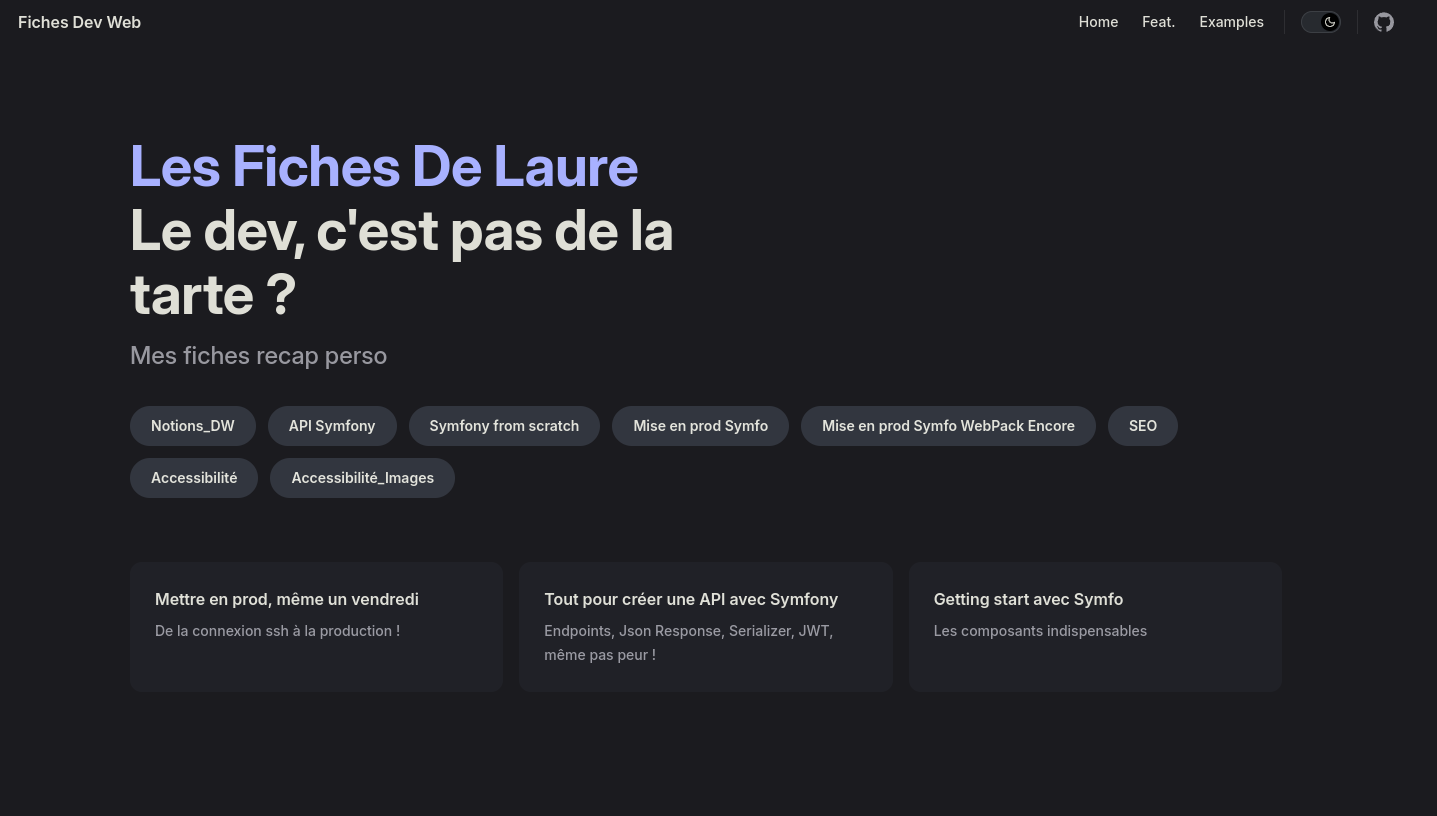 Fiches Dev Web
Home
Feat.
Examples
Les Fiches De Laure
Le dev, c'est pas de la
tarte ?
Mes fiches recap perso
Notions_DW
API Symfony
Symfony from scratch
Mise en prod Symfo
Mise en prod Symfo WebPack Encore
SEO
Accessibilité
Accessibilité_Images
Mettre en prod, même un vendredi
De la connexion ssh à la production !
Tout pour créer une API avec Symfony
Endpoints, Json Response, Serializer, JWT,
même pas peur !
Getting start avec Symfo
Les composants indispensables